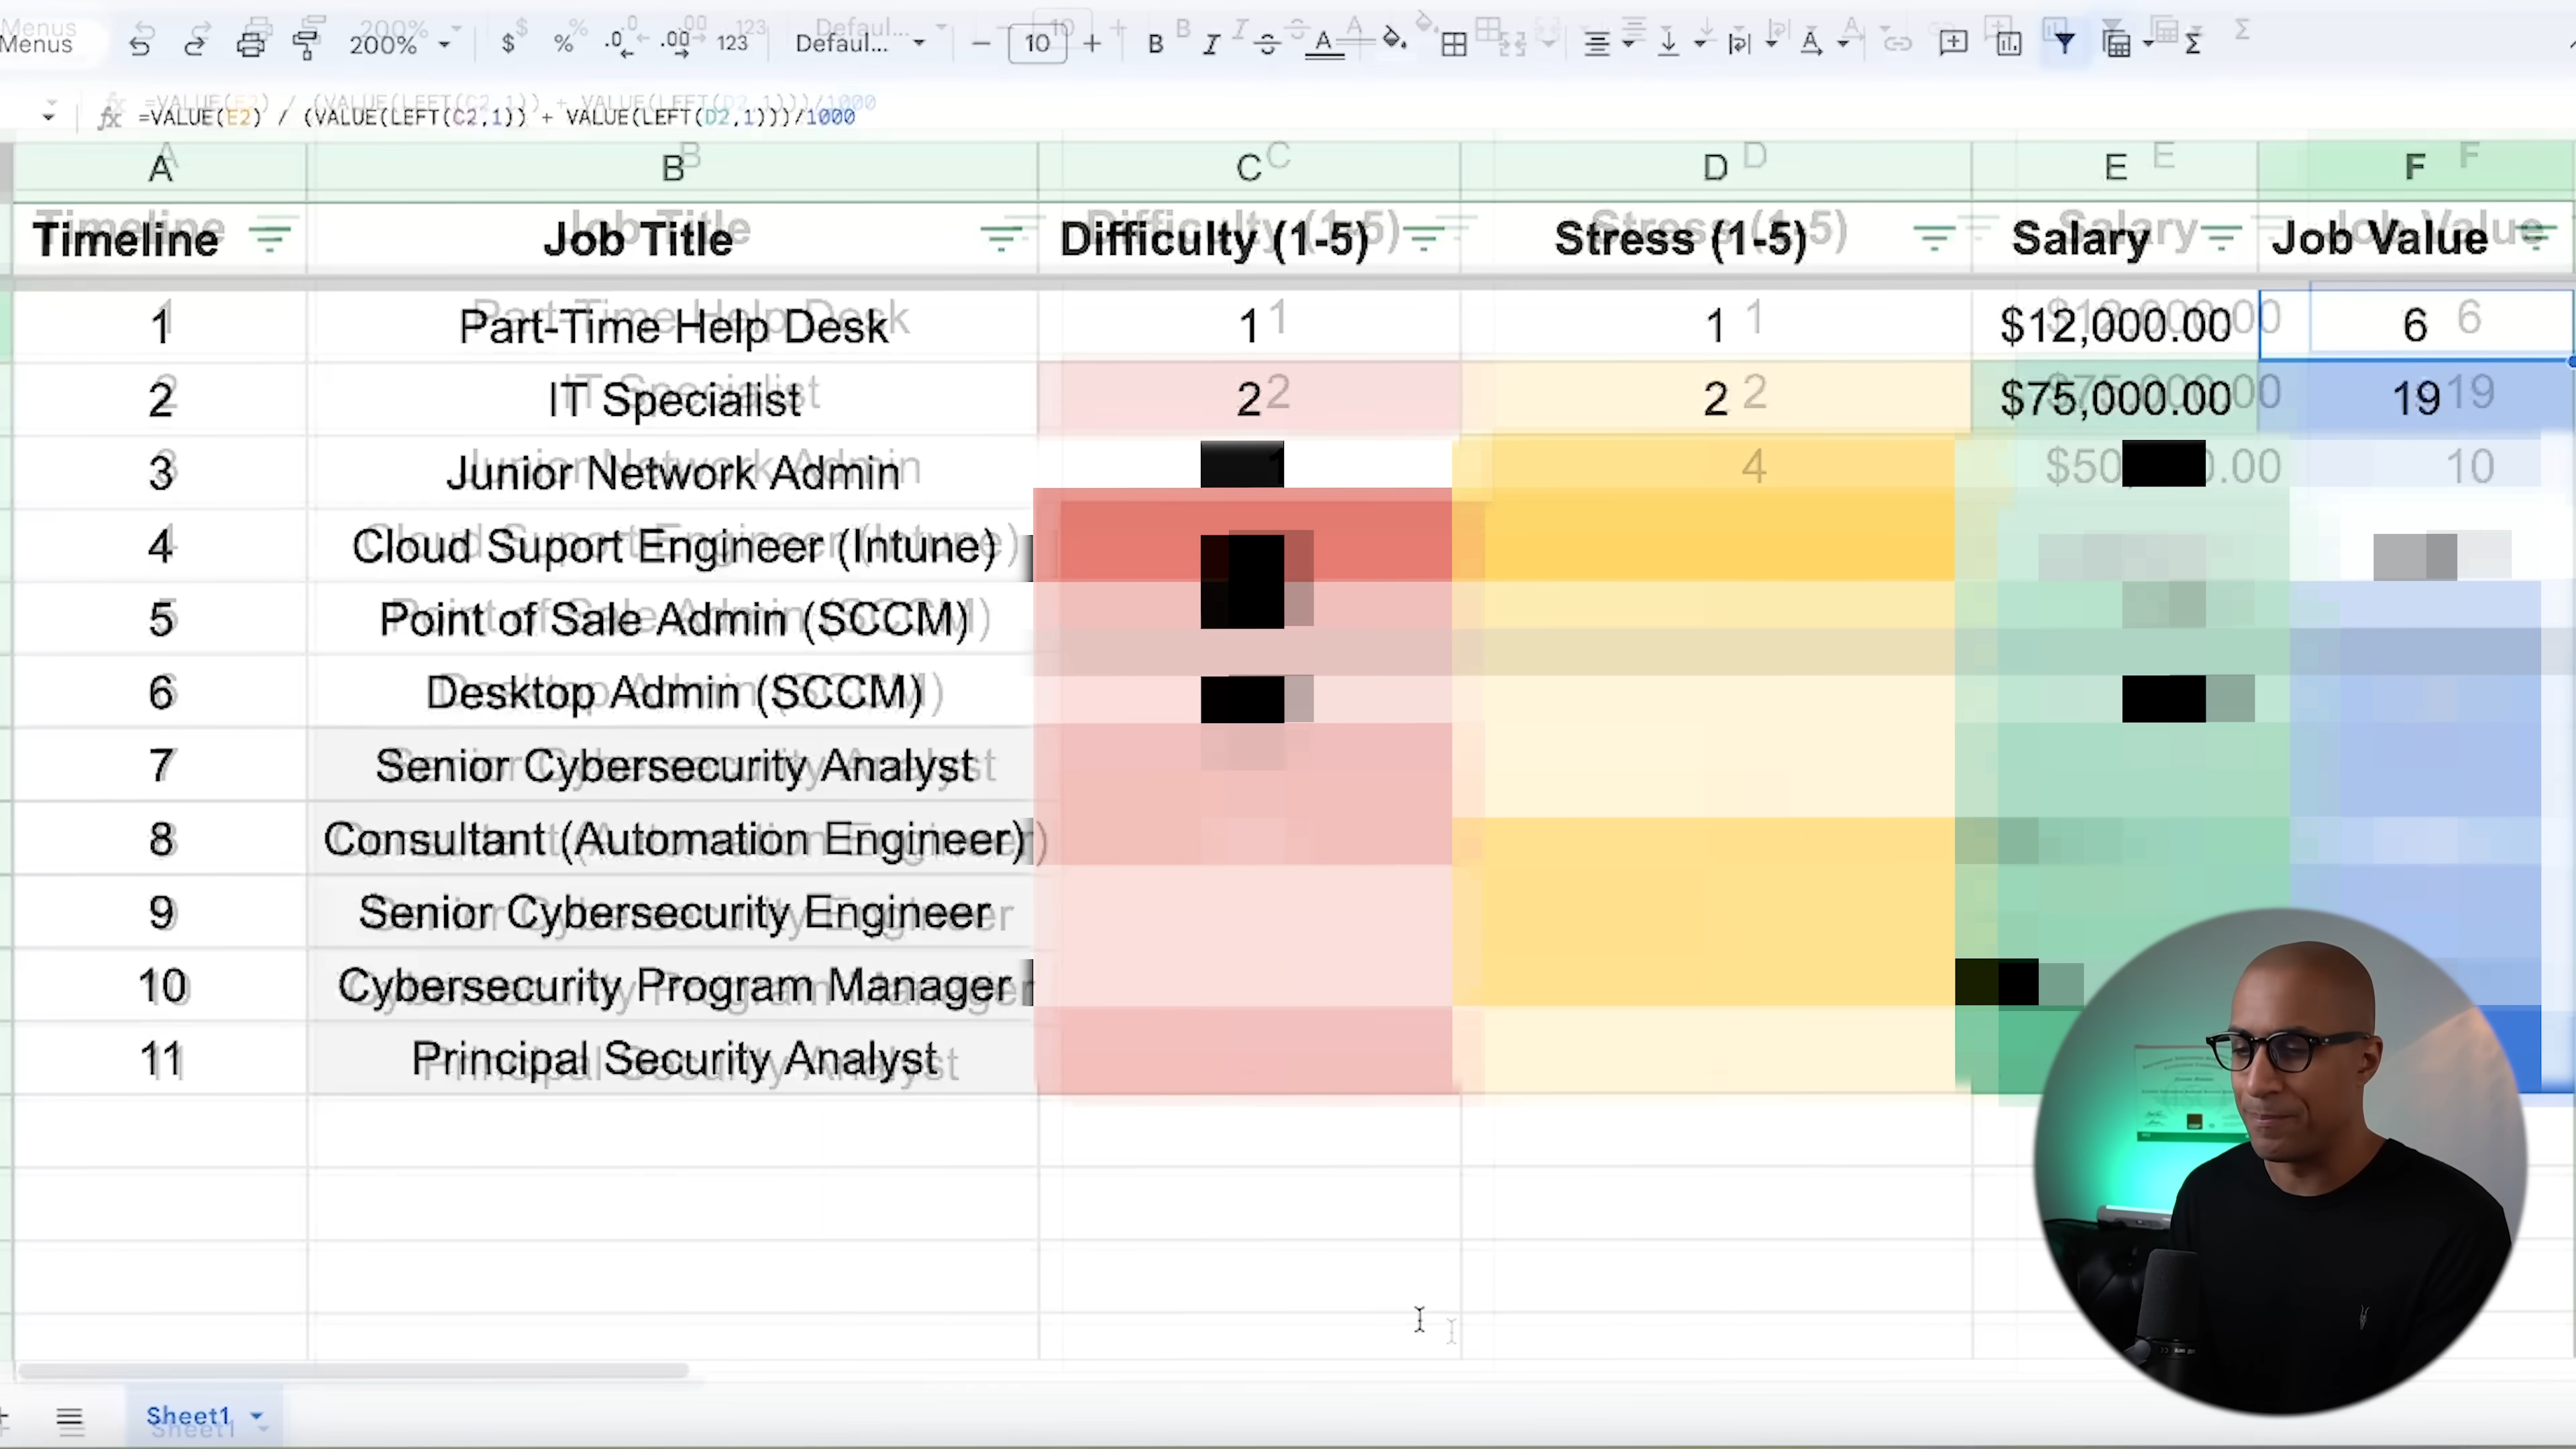 Menus 200% $ % .0 .00 123 Defaul... 10 B I S A Σ
fx =VALUE(E2) / (VALUE(LEFT(C2,1)) + VALUE(LEFT(D2,1)))/1000
A B C D E F
Timeline Job Title Difficulty (1-5) Stress (1-5) Salary Job Value
1 Part-Time Help Desk 1 1 $12,000.00 6
2 IT Specialist 2 2 $75,000.00 19
3 Junior Network Admin 4 10
4 Cloud Suport Engineer (Intune)
5 Point of Sale Admin (SCCM)
6 Desktop Admin (SCCM)
7 Senior Cybersecurity Analyst
8 Consultant (Automation Engineer)
9 Senior Cybersecurity Engineer
10 Cybersecurity Program Manager
11 Principal Security Analyst
Sheet1